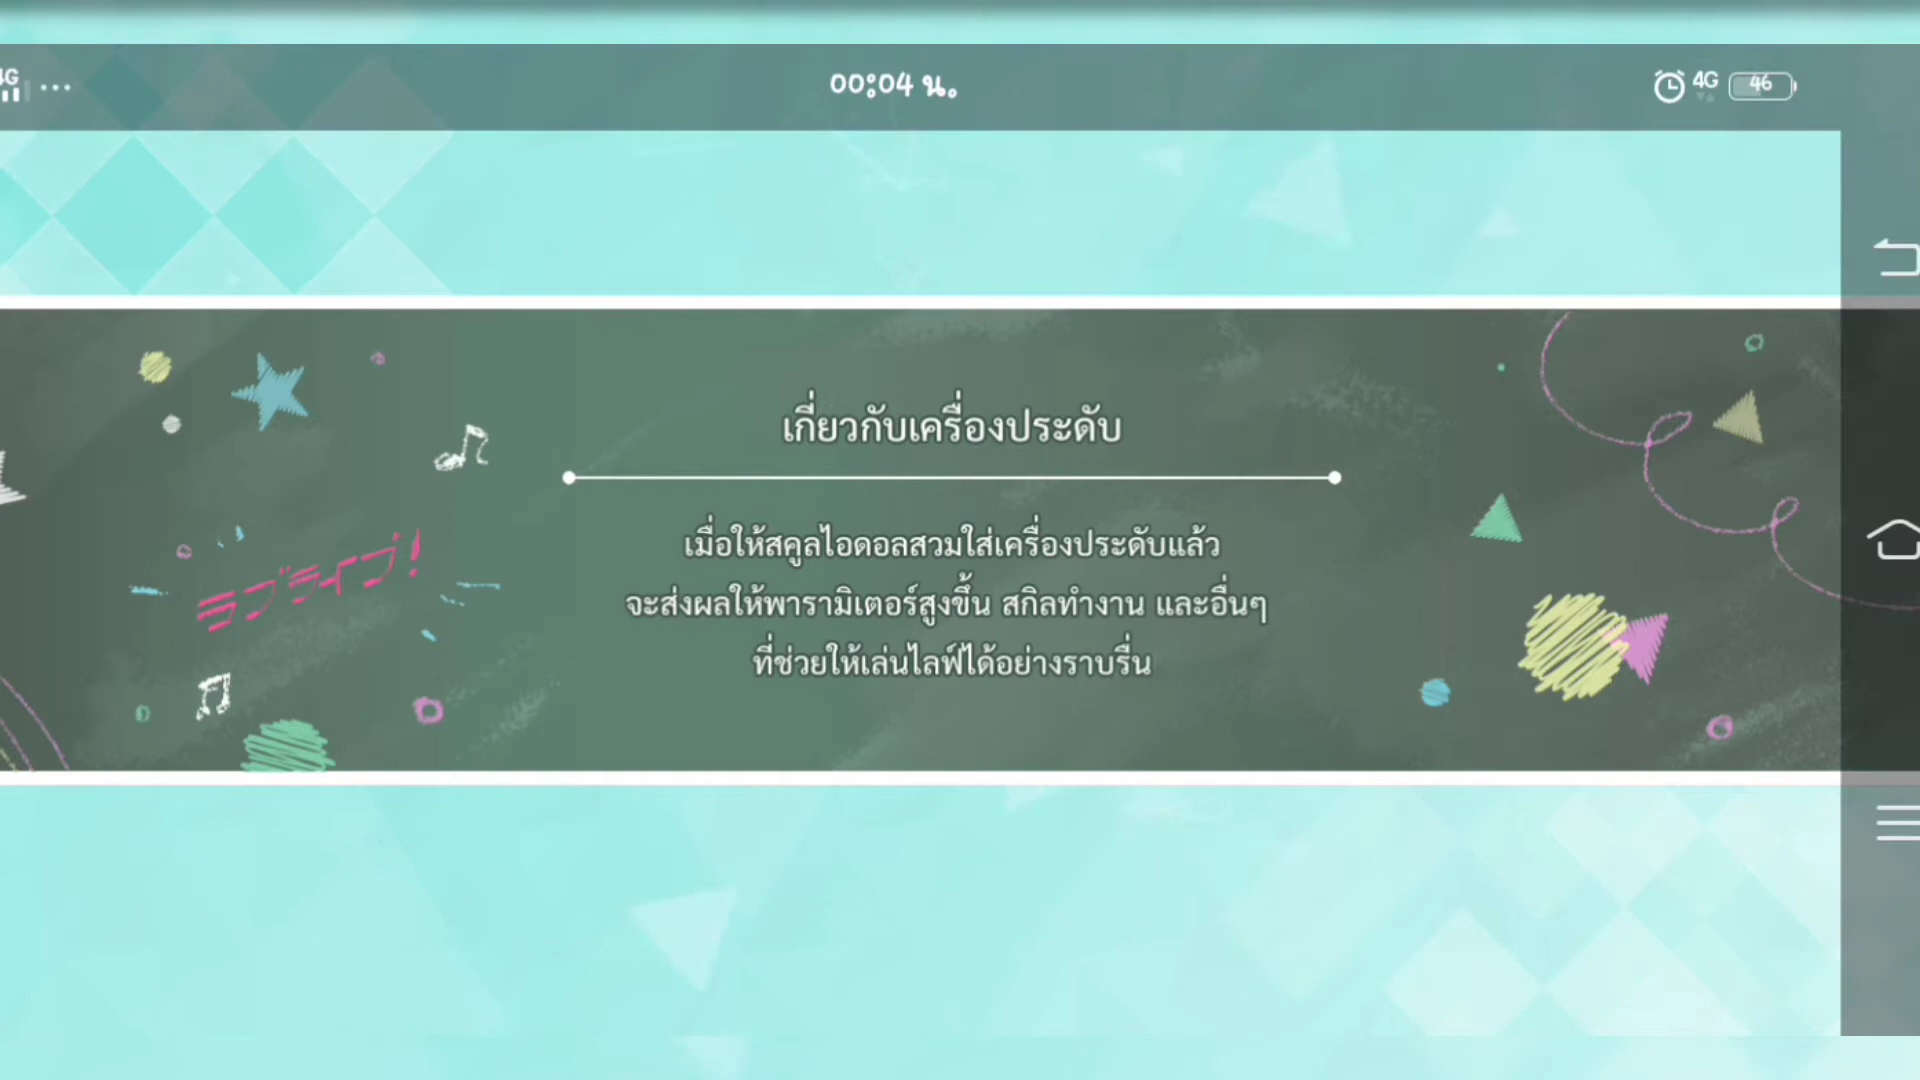 4G
00:04 น.
4G
46
เกี่ยวกับเครื่องประดับ
เมื่อให้สคูลไอดอลสวมใส่เครื่องประดับแล้ว
จะส่งผลให้พารามิเตอร์สูงขึ้น สกิลทำงาน และอื่นๆ
ที่ช่วยให้เล่นไลฟ์ได้อย่างราบรื่น
ラブライブ!